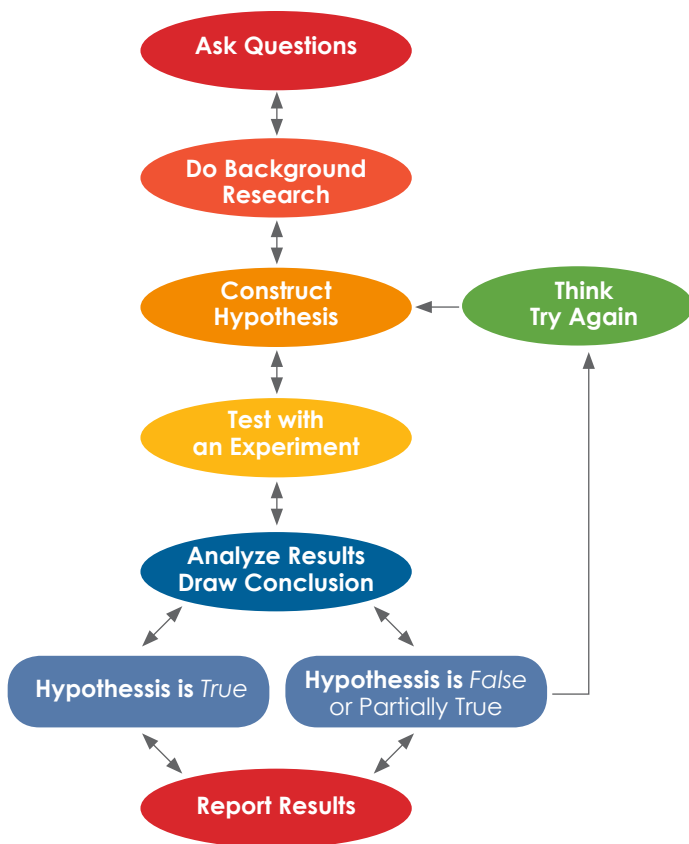 Ask Questions
Do Background
Research
Construct
Hypothesis
Think
Try Again
Test with
an Experiment
Analyze Results
Draw Conclusion
Hypothessis is True
Hypothessis is False
or Partially True
Report Results